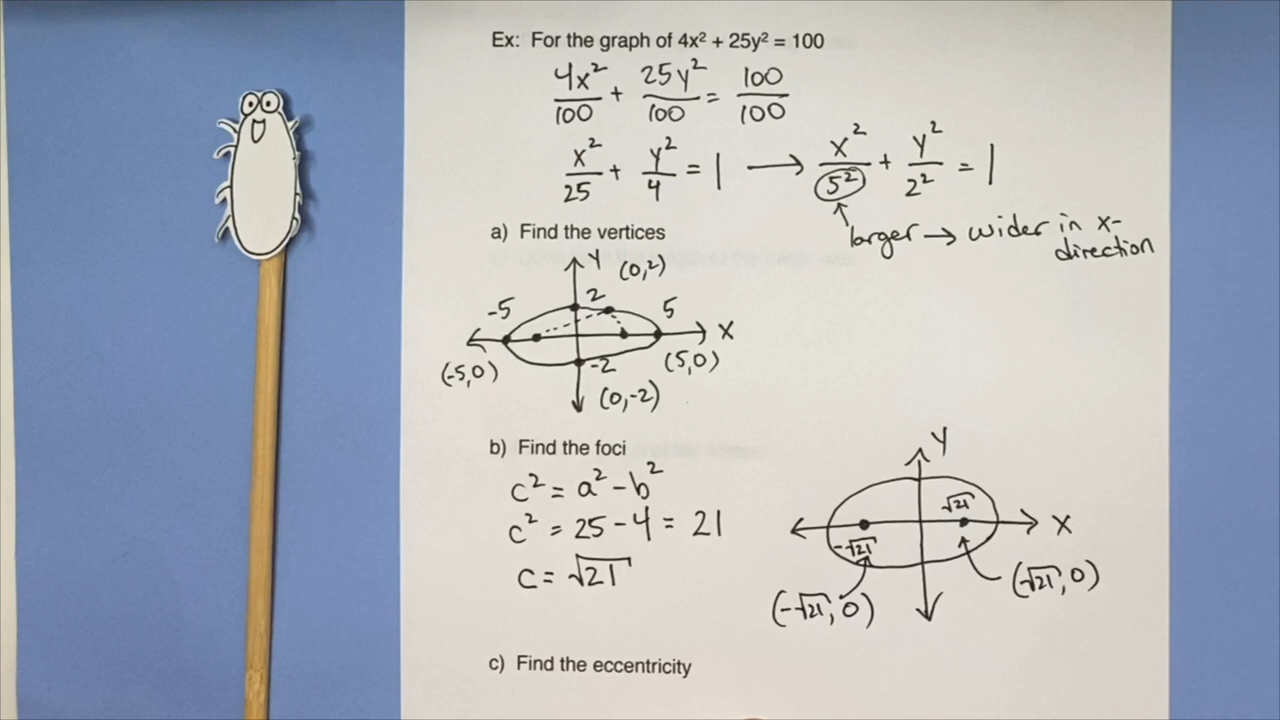 Ex: For the graph of 4x² + 25y² = 100
4x²/100 + 25y²/100 = 100/100
x²/25 + y²/4 = 1 → x²/5² + y²/2² = 1
larger → wider in x-
direction
a) Find the vertices
Y (0,2)
-5 2 5
X
(-5,0) -2 (5,0)
(0,-2)
b) Find the foci
c² = a² - b²
c² = 25 - 4 = 21
c = √21
Y
√21
X
-√21
(-√21, 0) (√21, 0)
c) Find the eccentricity